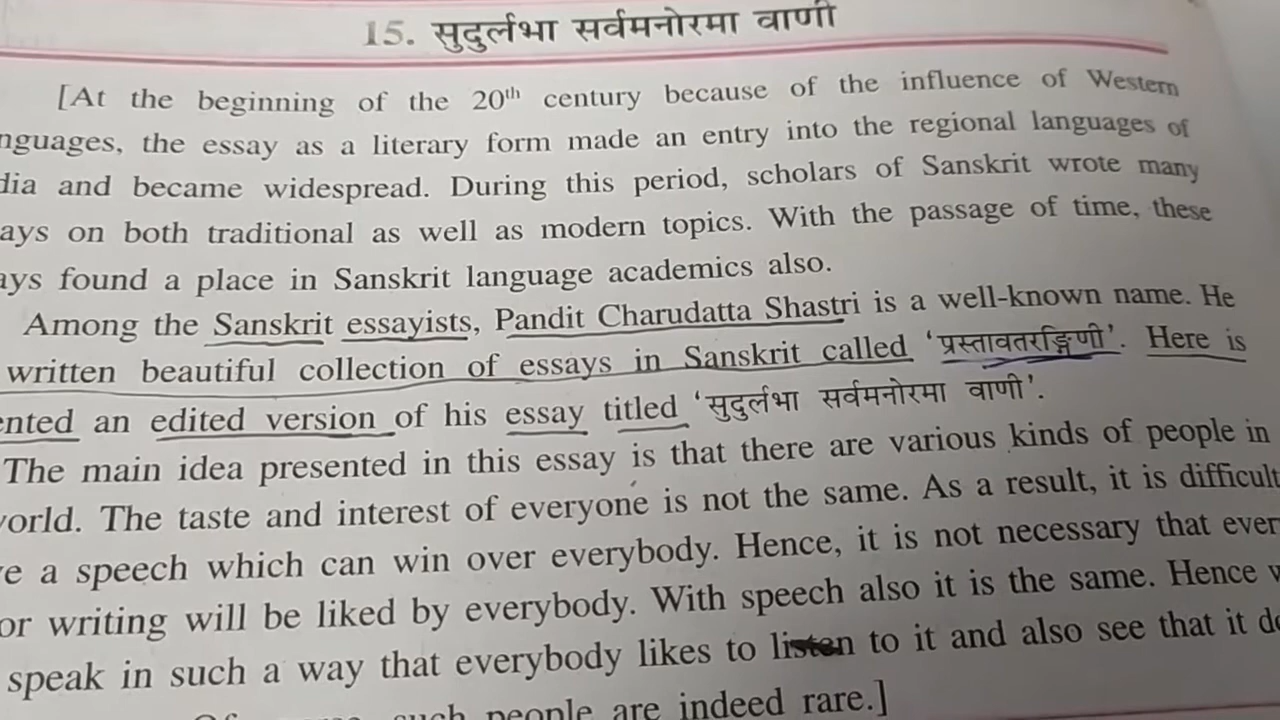 15. सुदुर्लभा सर्वमनोरमा वाणी
[At the beginning of the 20th century because of the influence of Western
nguages, the essay as a literary form made an entry into the regional languages of
dia and became widespread. During this period, scholars of Sanskrit wrote many
ays on both traditional as well as modern topics. With the passage of time, these
ays found a place in Sanskrit language academics also.
Among the Sanskrit essayists, Pandit Charudatta Shastri is a well-known name. He
written beautiful collection of essays in Sanskrit called 'प्रस्तावतरङ्गिणी'. Here is
ented an edited version of his essay titled 'सुदुर्लभा सर्वमनोरमा वाणी'.
The main idea presented in this essay is that there are various kinds of people in
orld. The taste and interest of everyone is not the same. As a result, it is difficult
e a speech which can win over everybody. Hence, it is not necessary that ever
or writing will be liked by everybody. With speech also it is the same. Hence w
speak in such a way that everybody likes to listen to it and also see that it do
such people are indeed rare.]